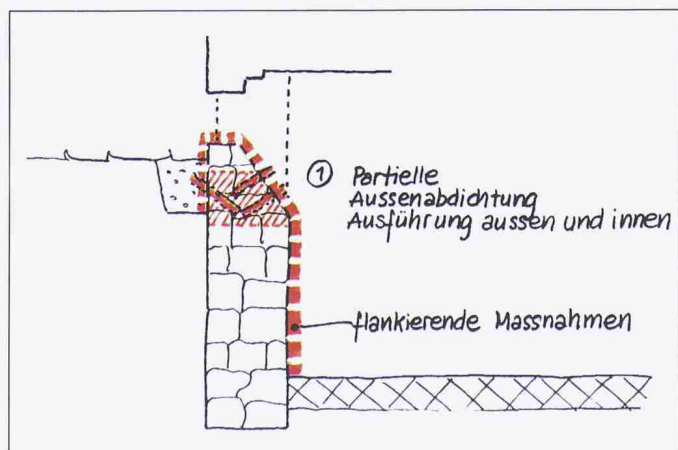 ① Partielle
Aussenabdichtung
Ausführung aussen und innen
flankierende Massnahmen